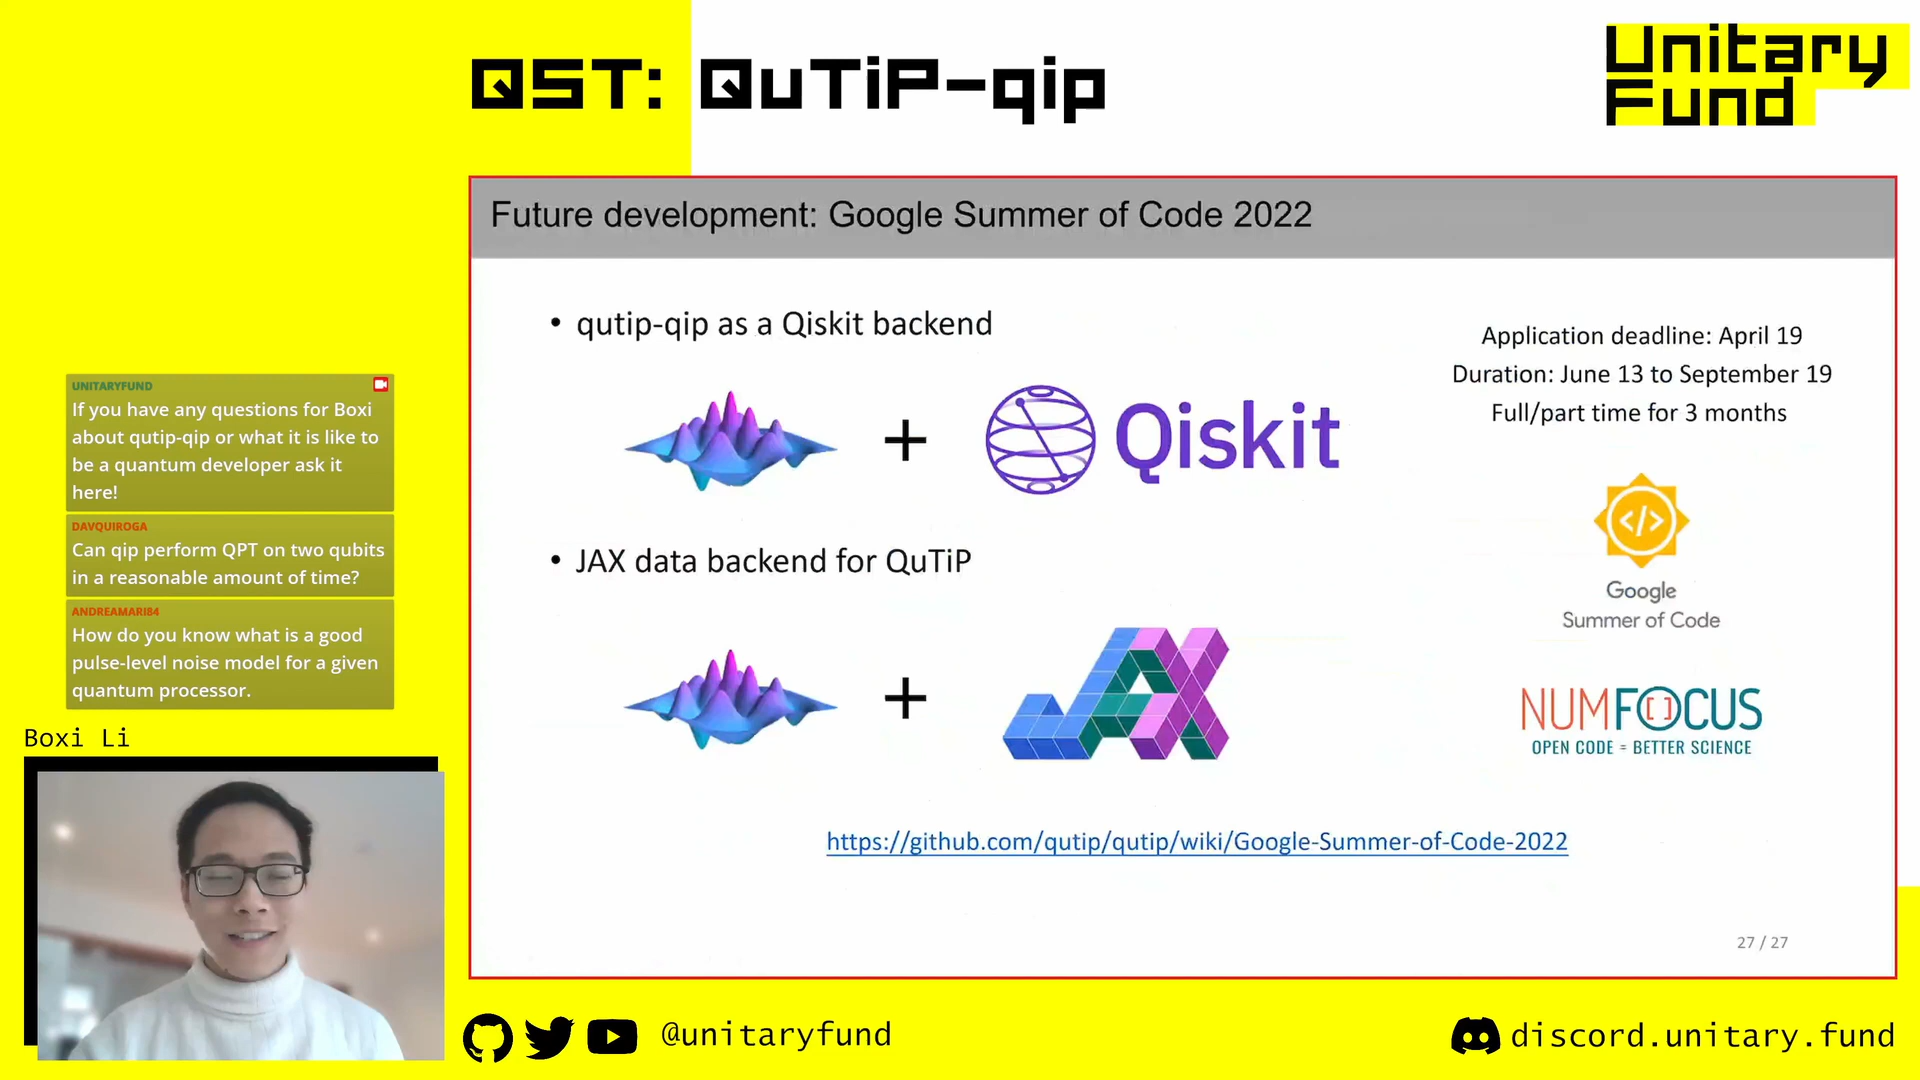 QST: QuTiP-qip
Unitary
Fund
Future development: Google Summer of Code 2022
• qutip-qip as a Qiskit backend
+
Qiskit
• JAX data backend for QuTiP
+
JAX
Application deadline: April 19
Duration: June 13 to September 19
Full/part time for 3 months
</>
Google
Summer of Code
NUMFOCUS
OPEN CODE = BETTER SCIENCE
https://github.com/qutip/qutip/wiki/Google-Summer-of-Code-2022
27 / 27
UNITARYFUND
If you have any questions for Boxi
about qutip-qip or what it is like to
be a quantum developer ask it
here!
DAVQUIROGA
Can qip perform QPT on two qubits
in a reasonable amount of time?
ANDREAMARI84
How do you know what is a good
pulse-level noise model for a given
quantum processor.
Boxi Li
@unitaryfund
discord.unitary.fund